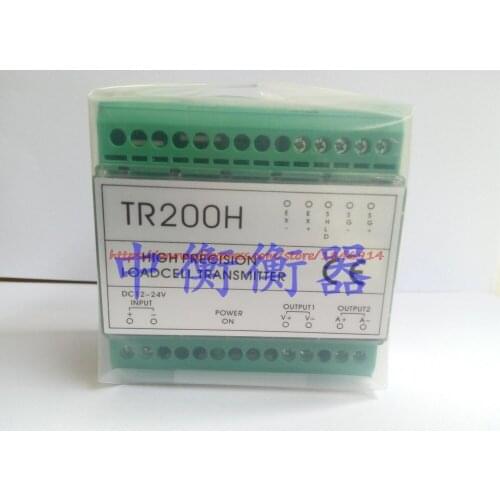 TR200H
EX-
EX+
SHLD
SG-
SG+
HIGH PRECISION
LOADCELL TRANSMITTER
CE
中衡衡器
DC12-24V
INPUT
+ -
POWER
ON
OUTPUT1
V+ V-
OUTPUT2
A+ A-